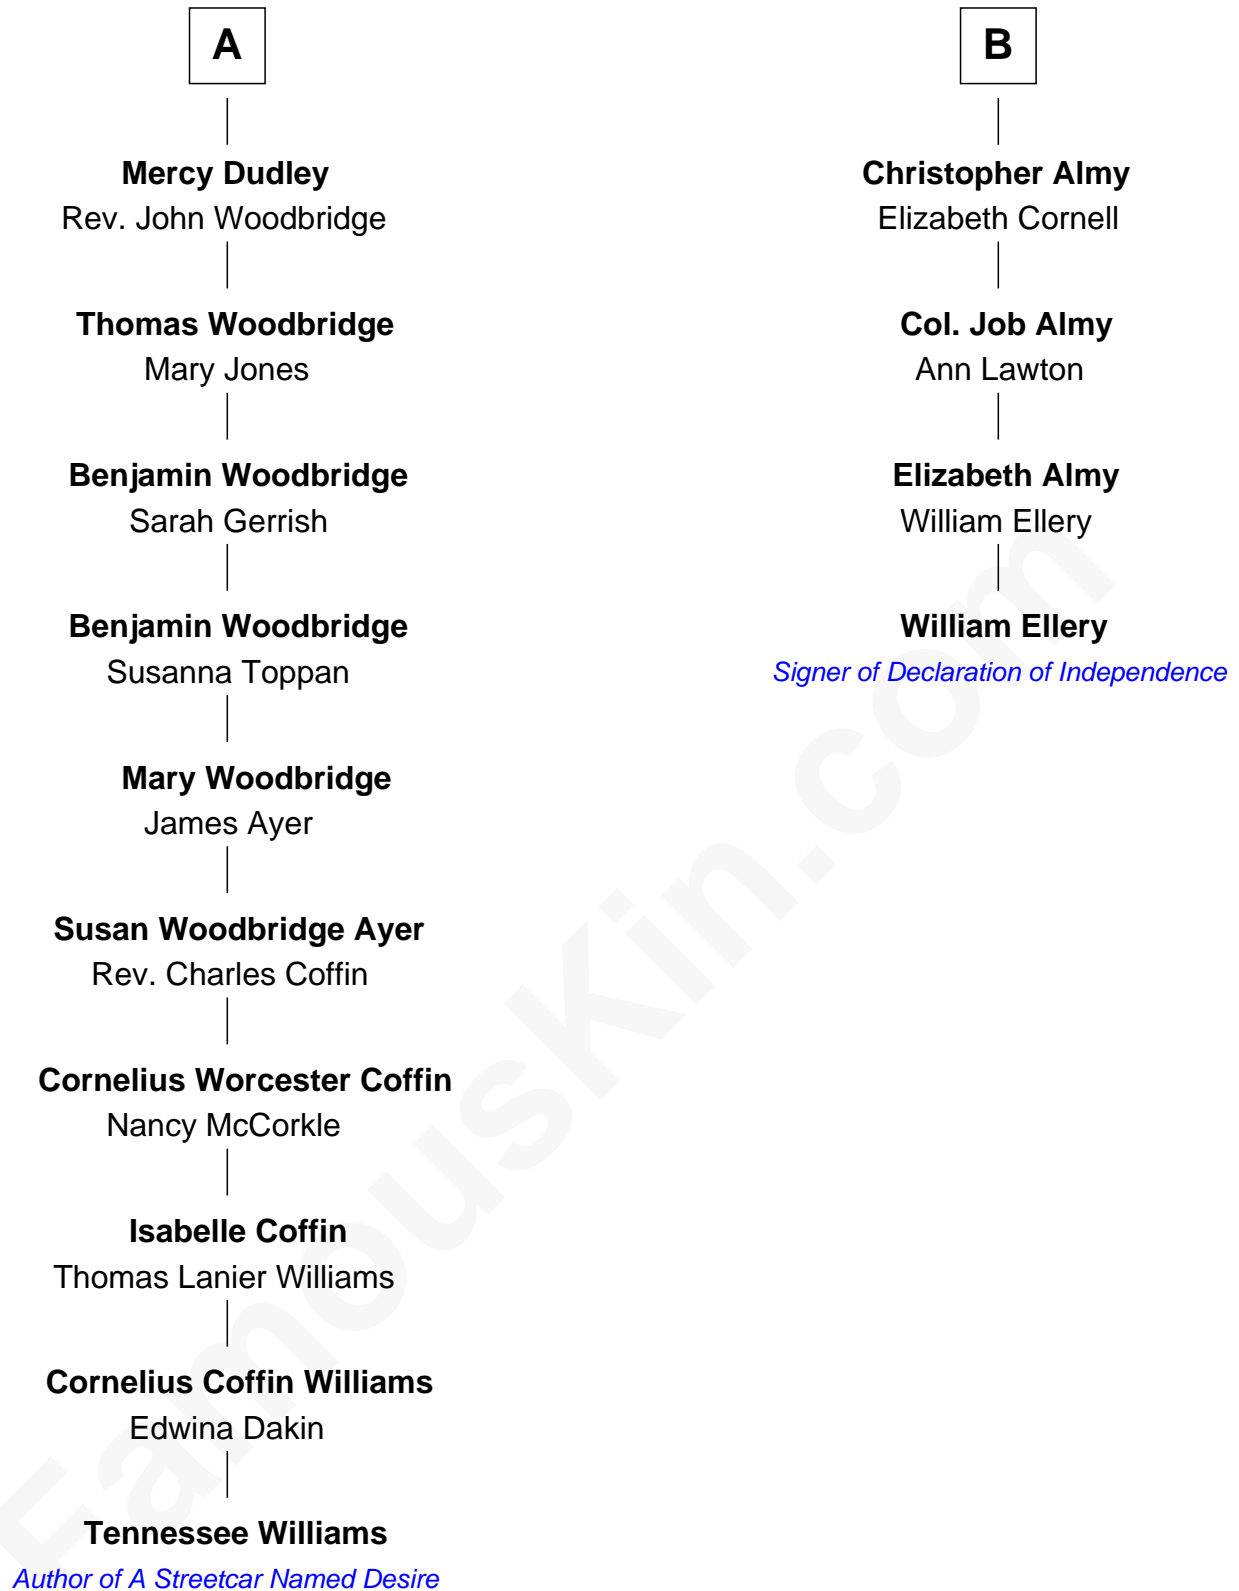 A
Mercy Dudley
Rev. John Woodbridge
Thomas Woodbridge
Mary Jones
Benjamin Woodbridge
Sarah Gerrish
Benjamin Woodbridge
Susanna Toppan
Mary Woodbridge
James Ayer
Susan Woodbridge Ayer
Rev. Charles Coffin
Cornelius Worcester Coffin
Nancy McCorkle
Isabelle Coffin
Thomas Lanier Williams
Cornelius Coffin Williams
Edwina Dakin
Tennessee Williams
Author of A Streetcar Named Desire
B
Christopher Almy
Elizabeth Cornell
Col. Job Almy
Ann Lawton
Elizabeth Almy
William Ellery
William Ellery
Signer of Declaration of Independence
FamousKin.com